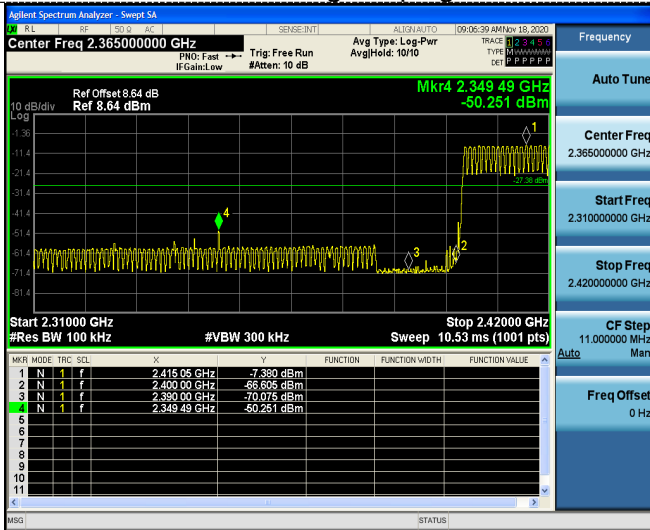 Agilent Spectrum Analyzer - Swept SA
LXI RL RF 50 Ω AC SENSE:INT ALIGN AUTO 09:06:39 AM Nov 18, 2020
Center Freq 2.365000000 GHz
PNO: Fast
IFGain:Low
Trig: Free Run
#Atten: 10 dB
Avg Type: Log-Pwr
Avg|Hold: 10/10
TRACE 1 2 3 4 5 6
TYPE M
DET P P P P P P
Ref Offset 8.64 dB
10 dB/div Ref 8.64 dBm
Log
Mkr4 2.349 49 GHz
-50.251 dBm
-1.36
-11.4
-21.4
-31.4
-41.4
-51.4
-61.4
-71.4
-81.4
1
-27.38 dBm
4
3
2
Start 2.31000 GHz Stop 2.42000 GHz
#Res BW 100 kHz #VBW 300 kHz Sweep 10.53 ms (1001 pts)
MKR MODE TRC SCL X Y FUNCTION FUNCTION WIDTH FUNCTION VALUE
1 N 1 f 2.415 05 GHz -7.380 dBm
2 N 1 f 2.400 00 GHz -66.605 dBm
3 N 1 f 2.390 00 GHz -70.075 dBm
4 N 1 f 2.349 49 GHz -50.251 dBm
5
6
7
8
9
10
11
MSG STATUS
Frequency
Auto Tune
Center Freq
2.365000000 GHz
Start Freq
2.310000000 GHz
Stop Freq
2.420000000 GHz
CF Step
11.000000 MHz
Auto Man
Freq Offset
0 Hz